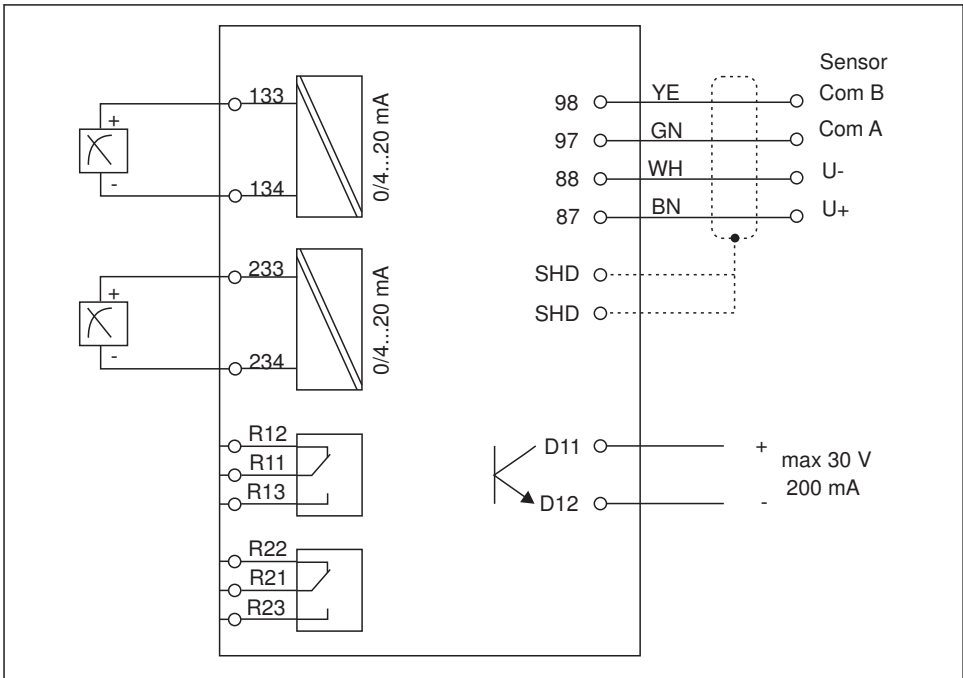 +
-
133
134
0/4...20 mA
+
-
233
234
0/4...20 mA
R12
R11
R13
R22
R21
R23
Sensor
98 YE Com B
97 GN Com A
88 WH U-
87 BN U+
SHD
SHD
D11 +
max 30 V
200 mA
D12 -